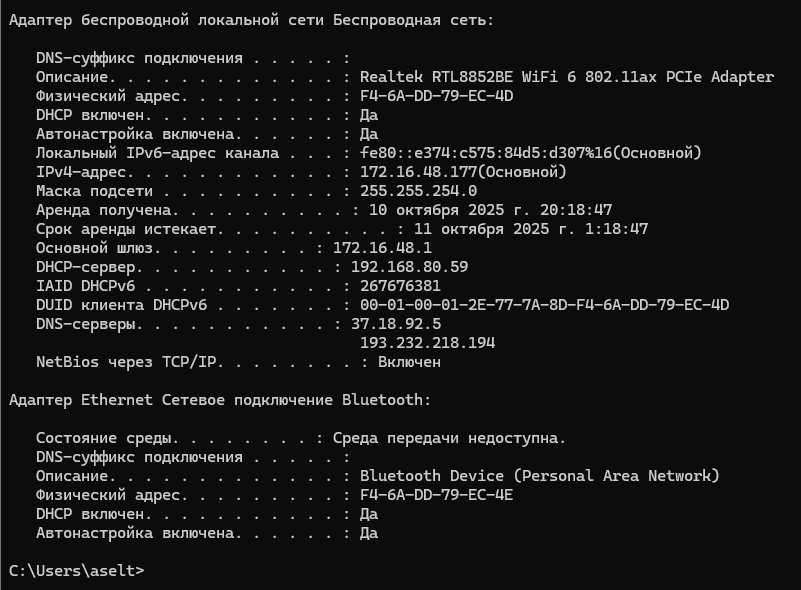 Адаптер беспроводной локальной сети Беспроводная сеть:
DNS-суффикс подключения . . . . . :
Описание. . . . . . . . . . . . . : Realtek RTL8852BE WiFi 6 802.11ax PCIe Adapter
Физический адрес. . . . . . . . . : F4-6A-DD-79-EC-4D
DHCP включен. . . . . . . . . . . : Да
Автонастройка включена. . . . . . : Да
Локальный IPv6-адрес канала . . . : fe80::e374:c575:84d5:d307%16(Основной)
IPv4-адрес. . . . . . . . . . . . : 172.16.48.177(Основной)
Маска подсети . . . . . . . . . . : 255.255.254.0
Аренда получена. . . . . . . . . . : 10 октября 2025 г. 20:18:47
Срок аренды истекает. . . . . . . . . . : 11 октября 2025 г. 1:18:47
Основной шлюз. . . . . . . . . : 172.16.48.1
DHCP-сервер. . . . . . . . . . . : 192.168.80.59
IAID DHCPv6 . . . . . . . . . . . : 267676381
DUID клиента DHCPv6 . . . . . . . : 00-01-00-01-2E-77-7A-8D-F4-6A-DD-79-EC-4D
DNS-серверы. . . . . . . . . . . : 37.18.92.5
193.232.218.194
NetBios через TCP/IP. . . . . . . . : Включен
Адаптер Ethernet Сетевое подключение Bluetooth:
Состояние среды. . . . . . . . : Среда передачи недоступна.
DNS-суффикс подключения . . . . . :
Описание. . . . . . . . . . . . . : Bluetooth Device (Personal Area Network)
Физический адрес. . . . . . . . . : F4-6A-DD-79-EC-4E
DHCP включен. . . . . . . . . . . : Да
Автонастройка включена. . . . . . : Да
C:\Users\aselt>